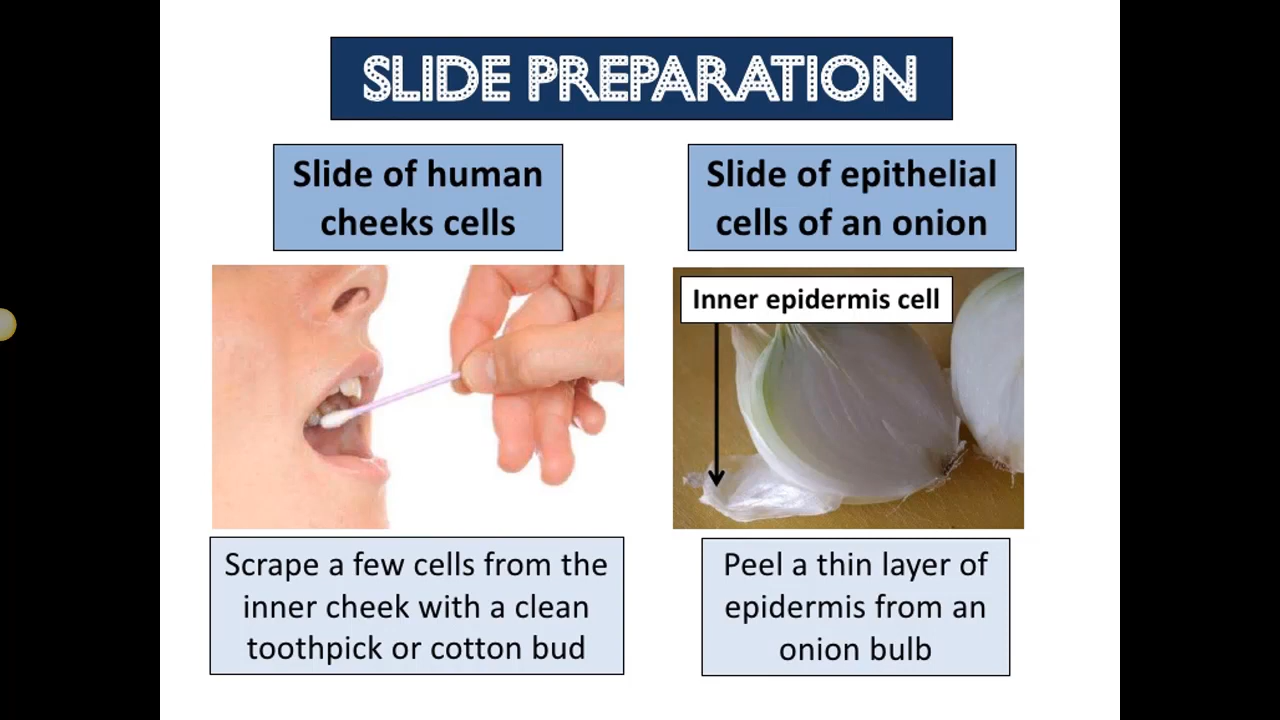 SLIDE PREPARATION
Slide of human
cheeks cells
Slide of epithelial
cells of an onion
Inner epidermis cell
Scrape a few cells from the
inner cheek with a clean
toothpick or cotton bud
Peel a thin layer of
epidermis from an
onion bulb